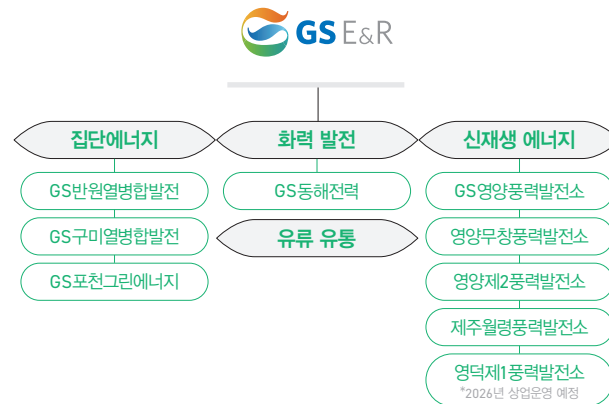 GS E&R
집단에너지
GS반원열병합발전
GS구미열병합발전
GS포천그린에너지
화력 발전
GS동해전력
유류 유통
신재생 에너지
GS영양풍력발전소
영양무창풍력발전소
영양제2풍력발전소
제주월령풍력발전소
영덕제1풍력발전소
*2026년 상업운영 예정